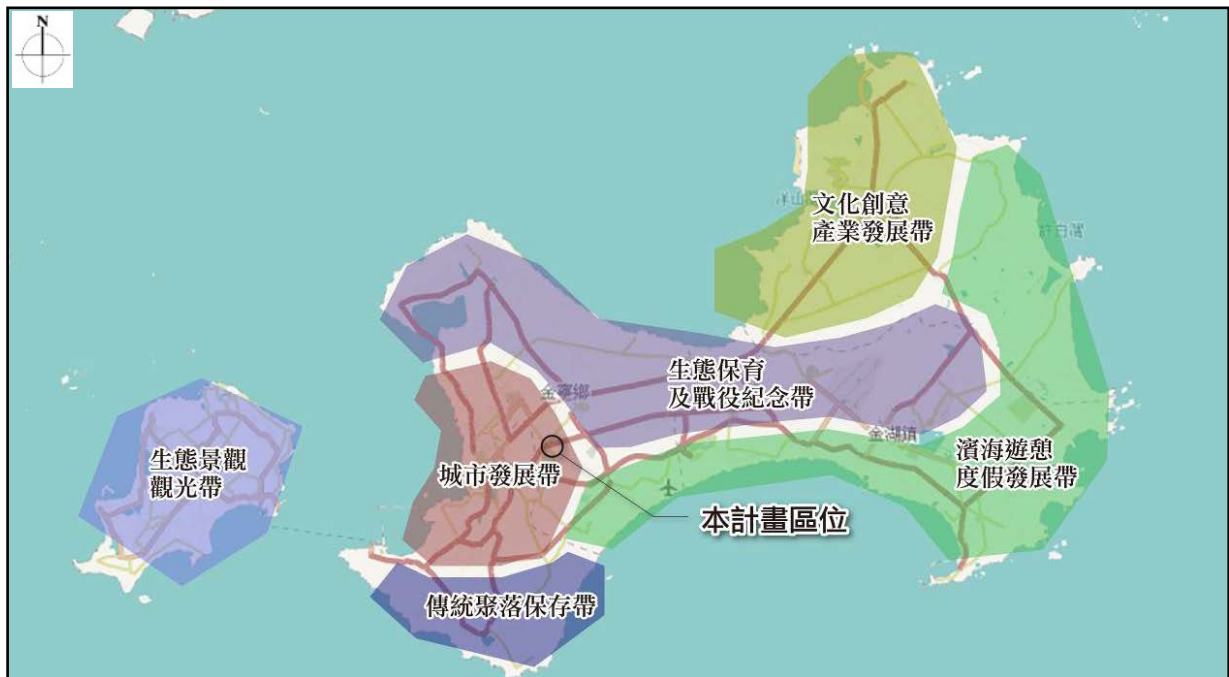 N
文化創意
產業發展帶
生態保育
及戰役紀念帶
金寧鄉
金湖鎮
生態景觀
觀光帶
城市發展帶
濱海遊憩
度假發展帶
本計畫區位
傳統聚落保存帶